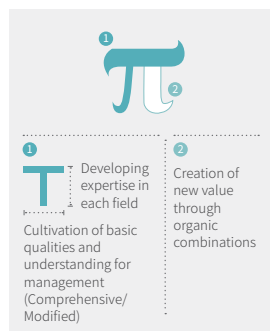 1
π
2
1
T
Developing
expertise in
each field
Cultivation of basic
qualities and
understanding for
management
(Comprehensive/
Modified)
2
Creation of
new value
through
organic
combinations